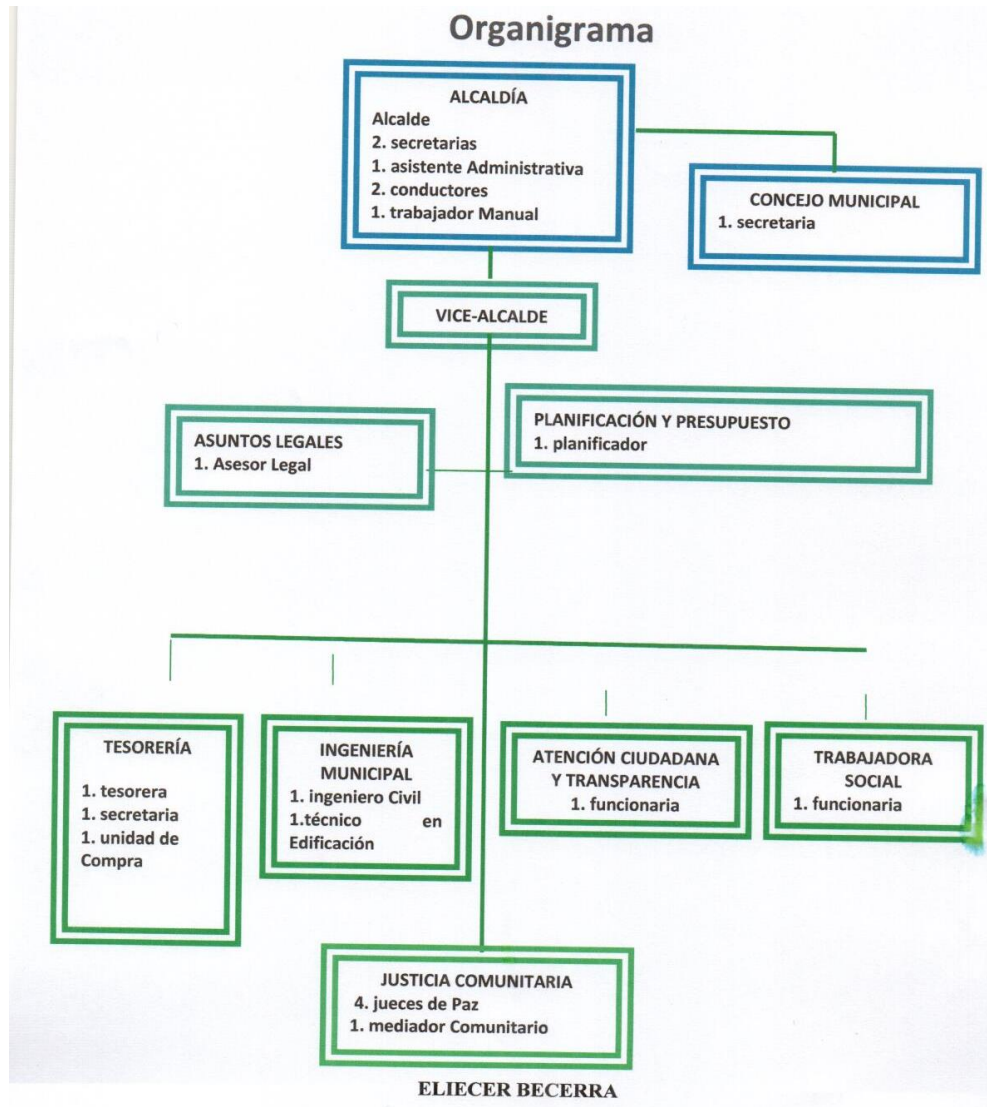 Organigrama
ALCALDÍA
Alcalde
2. secretarias
1. asistente Administrativa
2. conductores
1. trabajador Manual
CONCEJO MUNICIPAL
1. secretaria
VICE-ALCALDE
ASUNTOS LEGALES
1. Asesor Legal
PLANIFICACIÓN Y PRESUPUESTO
1. planificador
TESORERÍA
1. tesorera
1. secretaria
1. unidad de
Compra
INGENIERÍA
MUNICIPAL
1. ingeniero Civil
1.técnico en
Edificación
ATENCIÓN CIUDADANA
Y TRANSPARENCIA
1. funcionaria
TRABAJADORA
SOCIAL
1. funcionaria
JUSTICIA COMUNITARIA
4. jueces de Paz
1. mediador Comunitario
ELIECER BECERRA